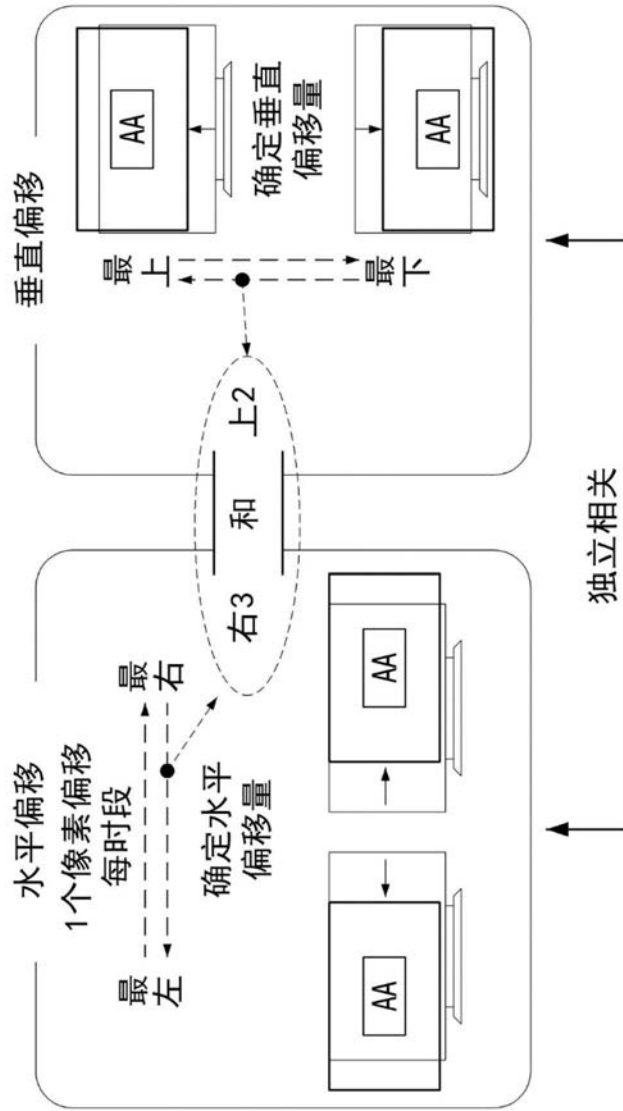 水平偏移
1个像素偏移
每时段
最左
最右
确定水平
偏移量
AA
AA
右3 和 上2
垂直偏移
最上
最下
确定垂直
偏移量
AA
AA
独立相关